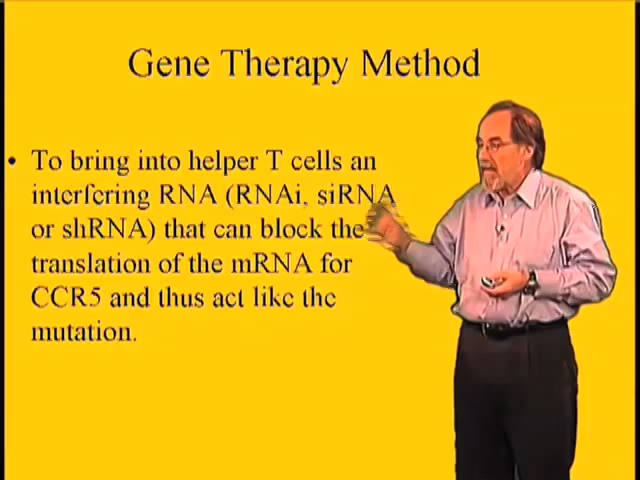 Gene Therapy Method
• To bring into helper T cells an
interfering RNA (RNAi, siRNA
or shRNA) that can block the
translation of the mRNA for
CCR5 and thus act like the
mutation.